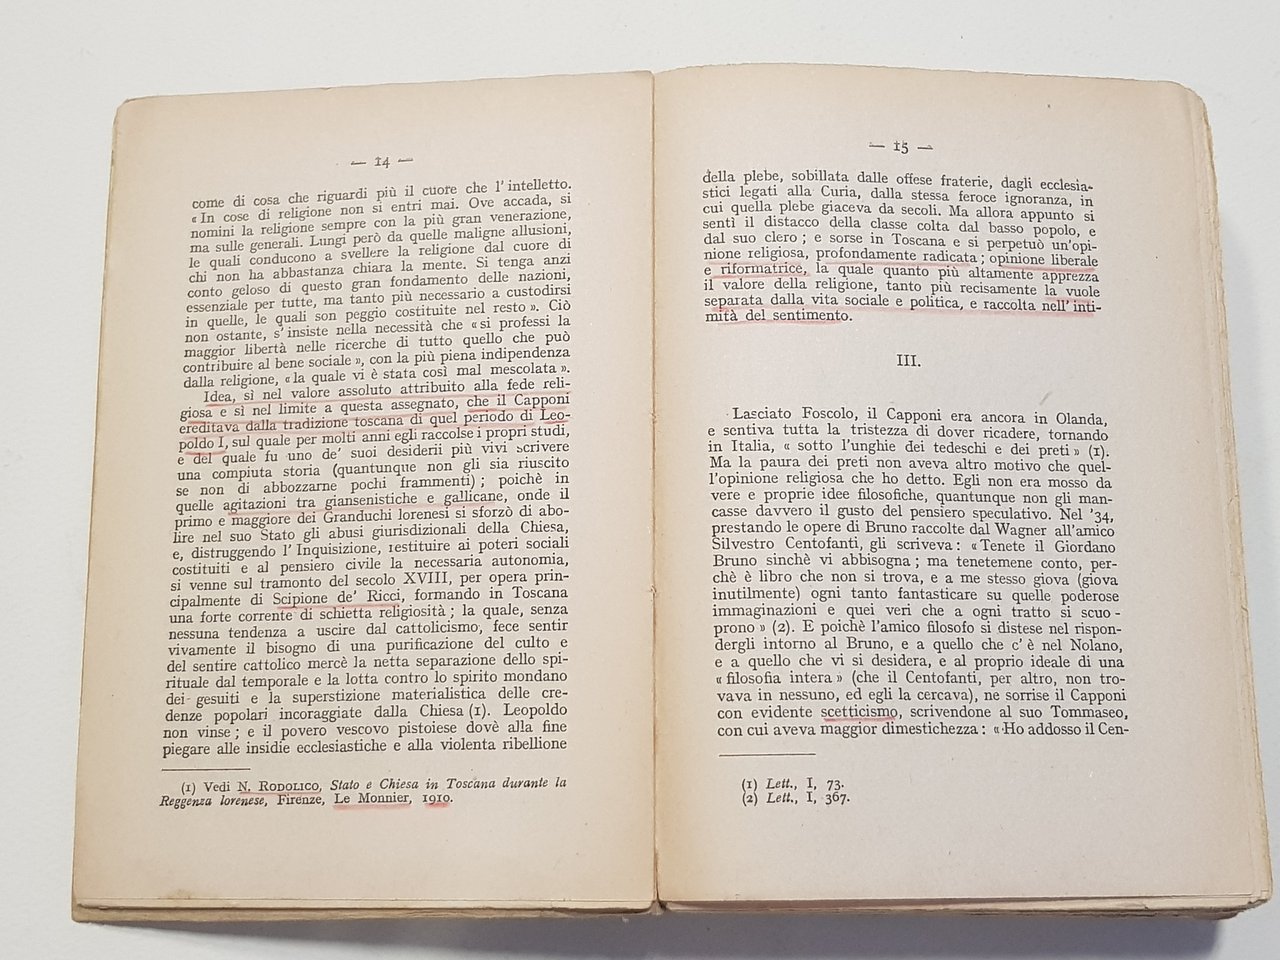 — 14 —
come di cosa che riguardi più il cuore che l'intelletto.
« In cose di religione non si entri mai. Ove accada, si
nomini la religione sempre con la più gran venerazione,
ma sulle generali. Lungi però da quelle maligne allusioni,
le quali conducono a svellere la religione dal cuore di
chi non ha abbastanza chiara la mente. Si tenga anzi
conto geloso di questo gran fondamento delle nazioni,
essenziale per tutte, ma tanto più necessario a custodirsi
in quelle, le quali son peggio costituite nel resto ». Ciò
non ostante, s'insiste nella necessità che « si professi la
maggior libertà nelle ricerche di tutto quello che può
contribuire al bene sociale », con la più piena indipendenza
dalla religione, « la quale vi è stata così mal mescolata ».
Idea, sì nel valore assoluto attribuito alla fede reli-
giosa e sì nel limite a questa assegnato, che il Capponi
ereditava dalla tradizione toscana di quel periodo di Leo-
poldo I, sul quale per molti anni egli raccolse i propri studi,
e del quale fu uno de' suoi desiderii più vivi scrivere
una compiuta storia (quantunque non gli sia riuscito
se non di abbozzarne pochi frammenti) ; poichè in
quelle agitazioni tra giansenistiche e gallicane, onde il
primo e maggiore dei Granduchi lorenesi si sforzò di abo-
lire nel suo Stato gli abusi giurisdizionali della Chiesa,
e, distruggendo l'Inquisizione, restituire ai poteri sociali
costituiti e al pensiero civile la necessaria autonomia,
si venne sul tramonto del secolo XVIII, per opera prin-
cipalmente di Scipione de' Ricci, formando in Toscana
una forte corrente di schietta religiosità ; la quale, senza
nessuna tendenza a uscire dal cattolicismo, fece sentir
vivamente il bisogno di una purificazione del culto e
del sentire cattolico mercè la netta separazione dello spi-
rituale dal temporale e la lotta contro lo spirito mondano
dei gesuiti e la superstizione materialistica delle cre-
denze popolari incoraggiate dalla Chiesa (1). Leopoldo
non vinse ; e il povero vescovo pistoiese dovè alla fine
piegare alle insidie ecclesiastiche e alla violenta ribellione
(1) Vedi N. RODOLICO, Stato e Chiesa in Toscana durante la
Reggenza lorenese, Firenze, Le Monnier, 1910.
— 15 —
della plebe, sobillata dalle offese fraterie, dagli ecclesia-
stici legati alla Curia, dalla stessa feroce ignoranza, in
cui quella plebe giaceva da secoli. Ma allora appunto si
sentì il distacco della classe colta dal basso popolo, e
dal suo clero ; e sorse in Toscana e si perpetuò un'opi-
nione religiosa, profondamente radicata ; opinione liberale
e riformatrice, la quale quanto più altamente apprezza
il valore della religione, tanto più recisamente la vuole
separata dalla vita sociale e politica, e raccolta nell'inti-
mità del sentimento.
III.
Lasciato Foscolo, il Capponi era ancora in Olanda,
e sentiva tutta la tristezza di dover ricadere, tornando
in Italia, « sotto l'unghie dei tedeschi e dei preti » (1).
Ma la paura dei preti non aveva altro motivo che quel-
l'opinione religiosa che ho detto. Egli non era mosso da
vere e proprie idee filosofiche, quantunque non gli man-
casse davvero il gusto del pensiero speculativo. Nel '34,
prestando le opere di Bruno raccolte dal Wagner all'amico
Silvestro Centofanti, gli scriveva : « Tenete il Giordano
Bruno sinchè vi abbisogna ; ma tenetemene conto, per-
chè è libro che non si trova, e a me stesso giova (giova
inutilmente) ogni tanto fantasticare su quelle poderose
immaginazioni e quei veri che a ogni tratto si scuo-
prono » (2). E poichè l'amico filosofo si distese nel rispon-
dergli intorno al Bruno, e a quello che c'è nel Nolano,
e a quello che vi si desidera, e al proprio ideale di una
« filosofia intera » (che il Centofanti, per altro, non tro-
vava in nessuno, ed egli la cercava), ne sorrise il Capponi
con evidente scetticismo, scrivendone al suo Tommaseo,
con cui aveva maggior dimestichezza : « Ho addosso il Cen-
(1) Lett., I, 73.
(2) Lett., I, 367.